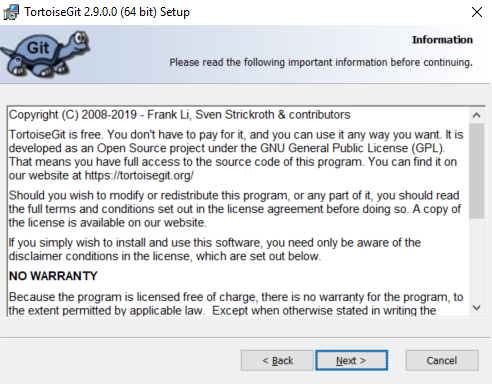 TortoiseGit 2.9.0.0 (64 bit) Setup
Git
Information
Please read the following important information before continuing.
Copyright (C) 2008-2019 - Frank Li, Sven Strickroth & contributors
TortoiseGit is free. You don't have to pay for it, and you can use it any way you want. It is
developed as an Open Source project under the GNU General Public License (GPL).
That means you have full access to the source code of this program. You can find it on
our website at https://tortoisegit.org/
Should you wish to modify or redistribute this program, or any part of it, you should read
the full terms and conditions set out in the license agreement before doing so. A copy of
the license is available on our website.
If you simply wish to install and use this software, you need only be aware of the
disclaimer conditions in the license, which are set out below.
NO WARRANTY
Because the program is licensed free of charge, there is no warranty for the program, to
the extent permitted by applicable law.  Except when otherwise stated in writing the
< Back
Next >
Cancel